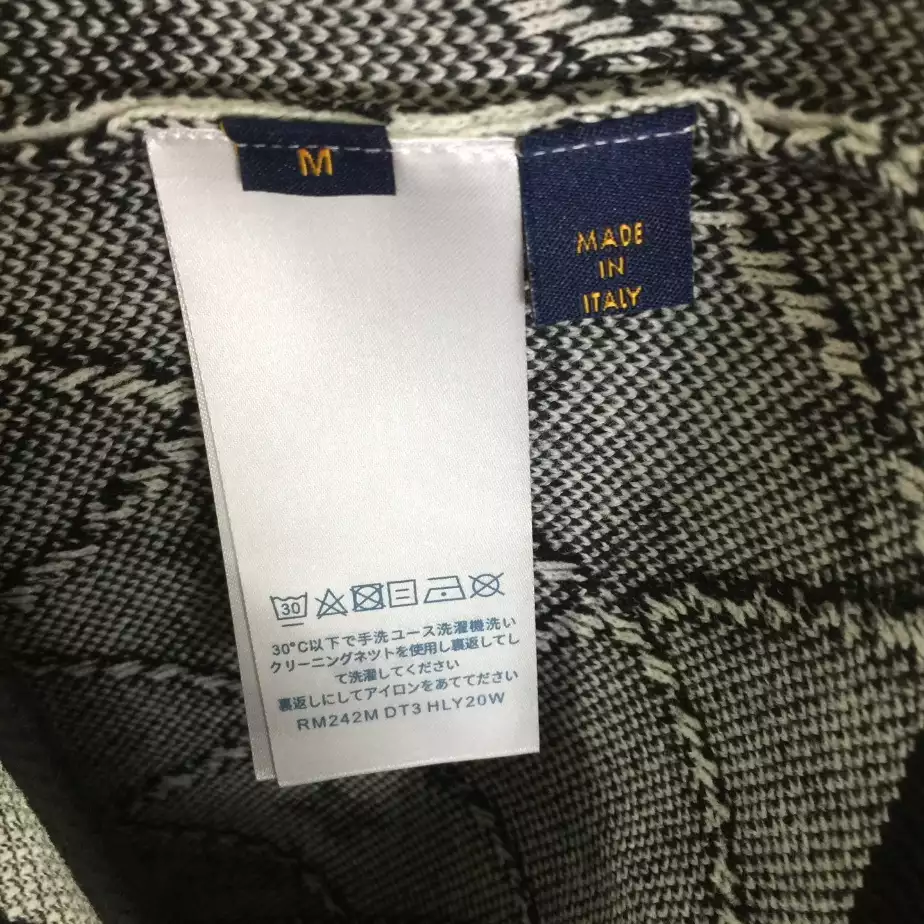 M
MADE
IN
ITALY
30
30°C以下で手洗ユース洗濯機洗い
クリーニングネツトを使用し裏返してし
て洗濯してください
裏返しにしてアイロンをあててださい
RM242M DT3 HLY20W